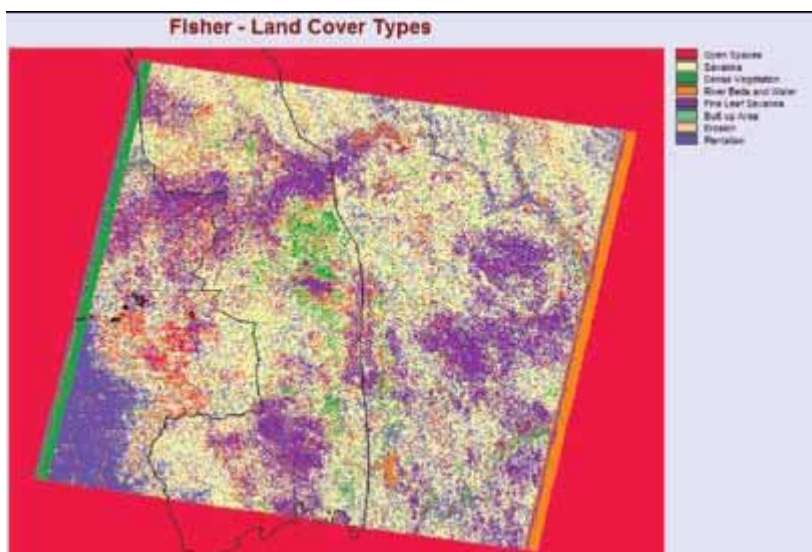 Fisher - Land Cover Types
Open Spaces
Savanna
Dense Vegetation
River Beds and Water
Fine Leaf Savanna
Built up Area
Erosion
Plantation